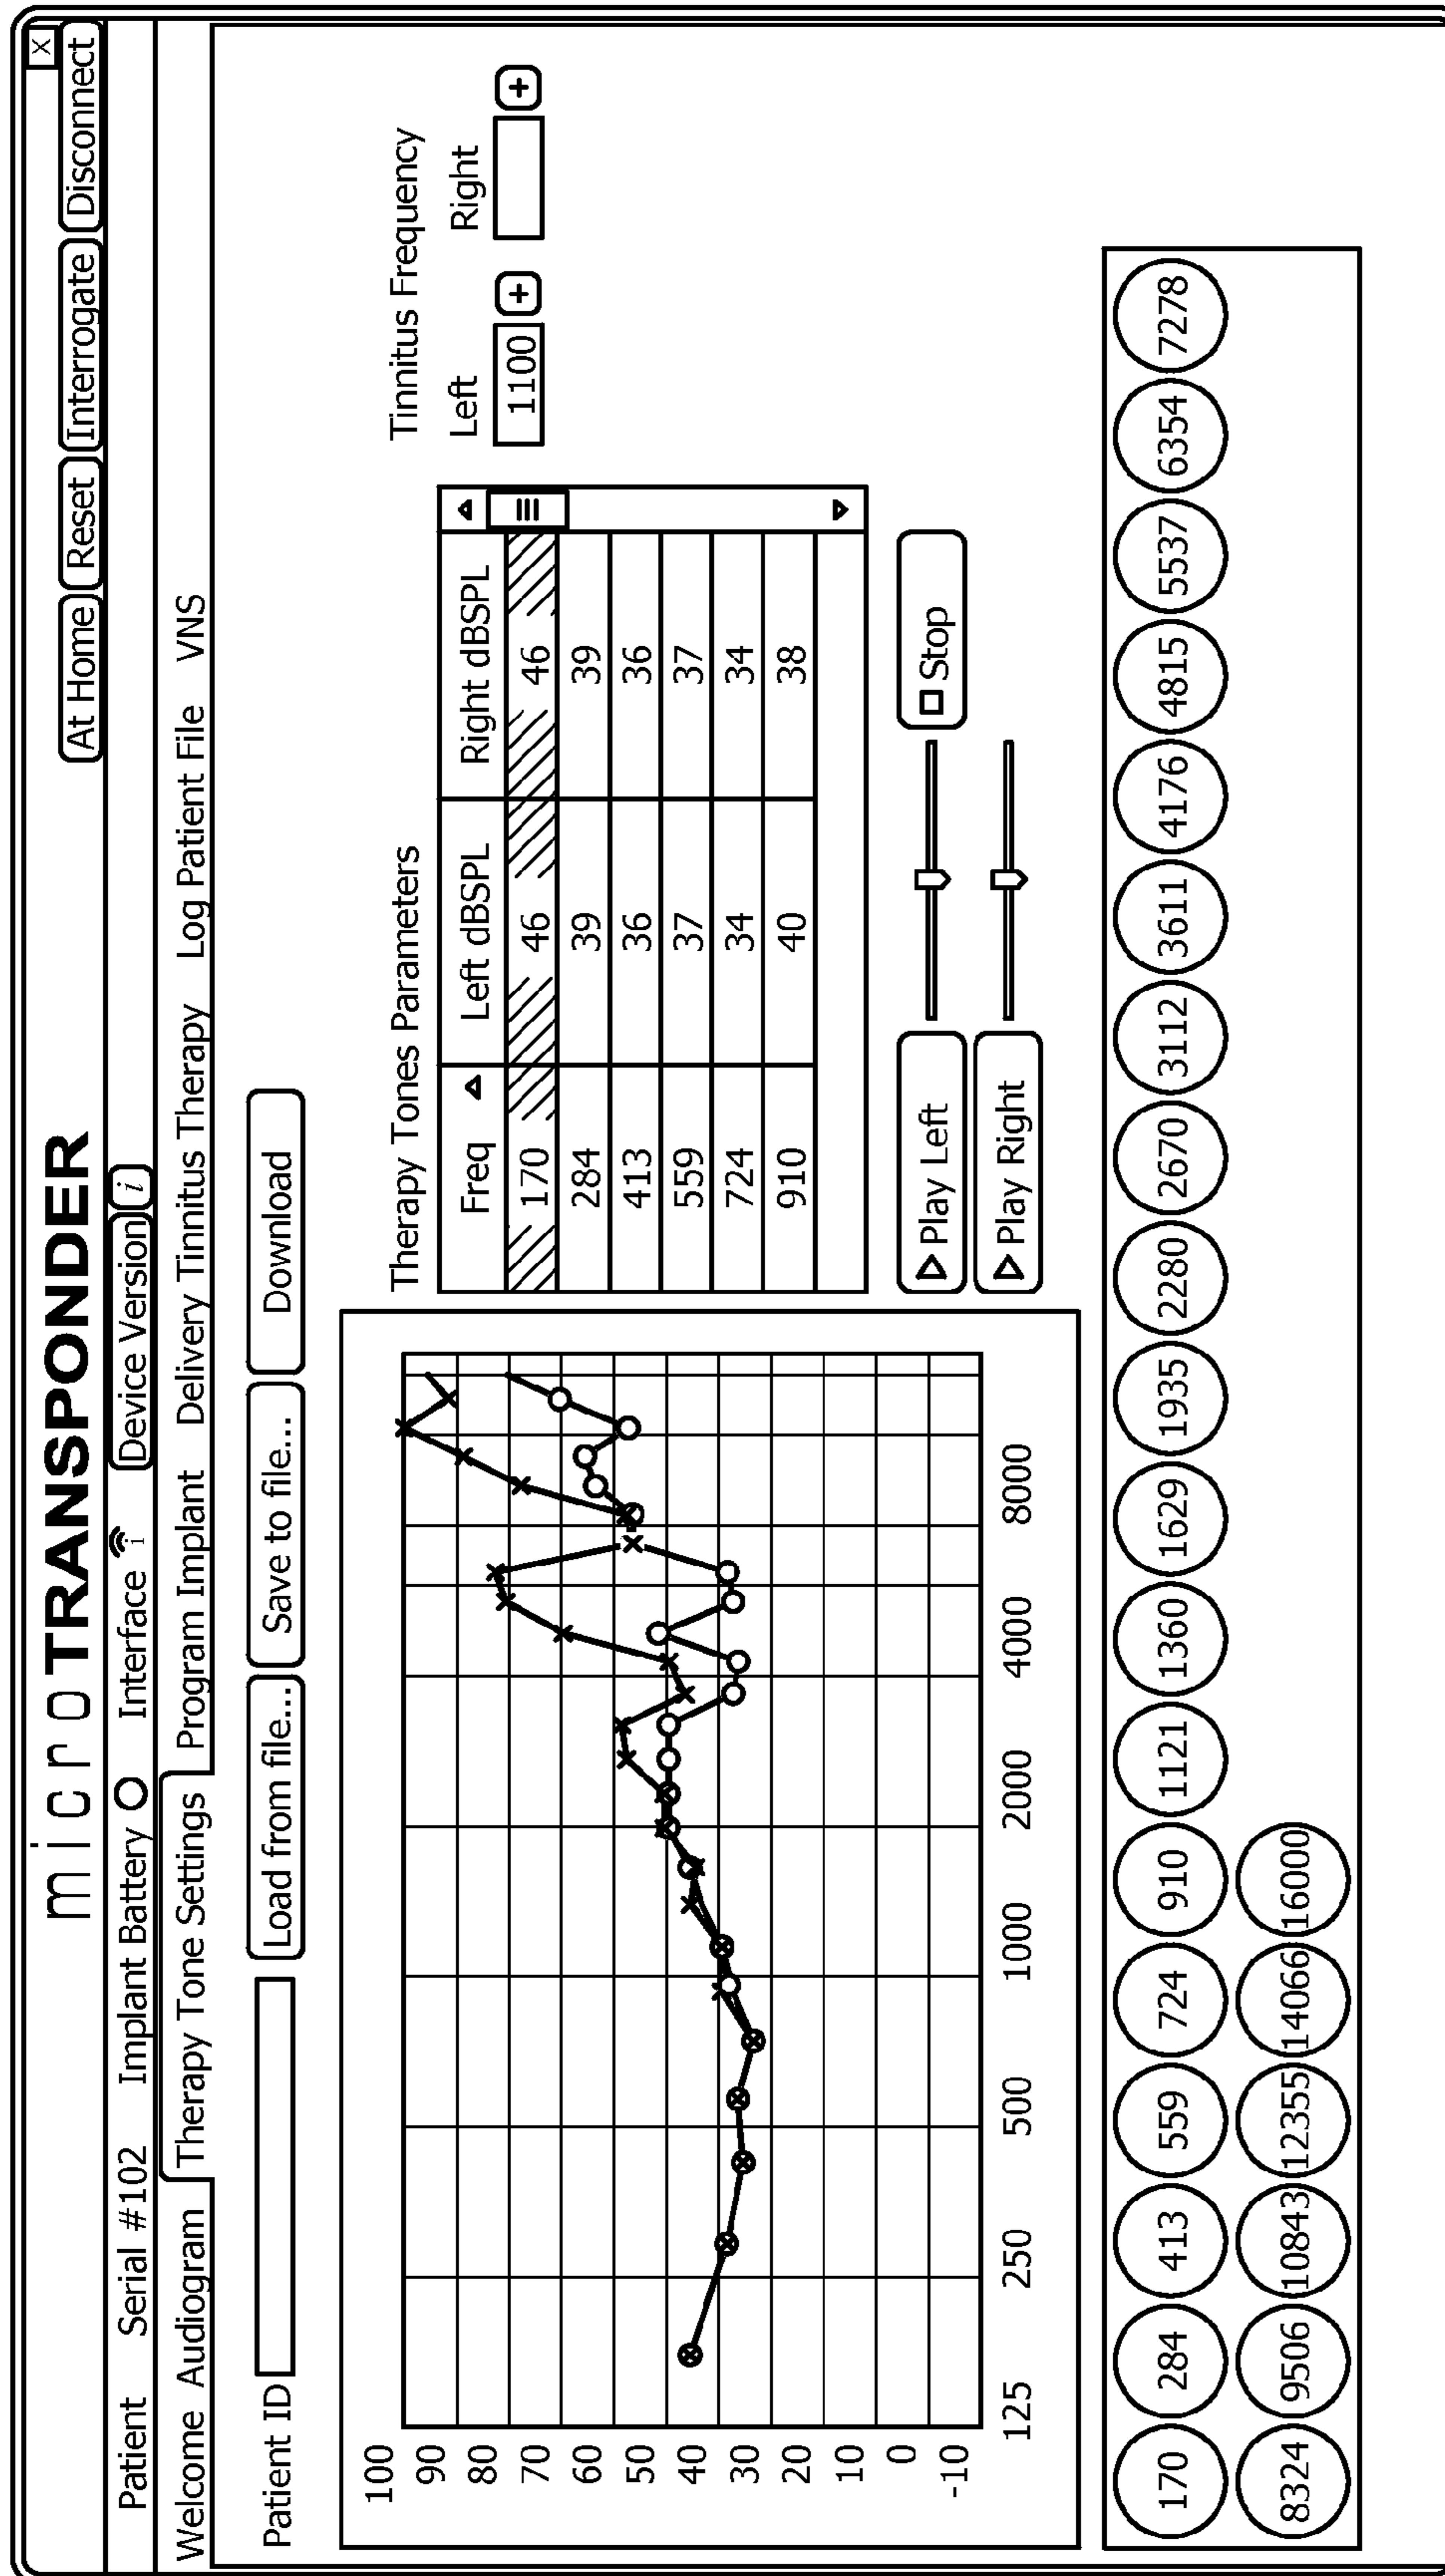 X
microTRANSPONDER
At Home Reset Interrogate Disconnect
Patient Serial #102 Implant Battery Interface i Device Version i
Welcome Audiogram Therapy Tone Settings Program Implant Delivery Tinnitus Therapy Log Patient File VNS
Patient ID Load from file... Save to file... Download
Therapy Tones Parameters
Freq Left dBSPL Right dBSPL
170 46 46
284 39 39
413 36 36
559 37 37
724 34 34
910 40 38
Tinnitus Frequency
Left Right
1100 + +
Play Left Stop
Play Right
100
90
80
70
60
50
40
30
20
10
0
-10
125 250 500 1000 2000 4000 8000
170 284 413 559 724 910 1121 1360 1629 1935 2280 2670 3112 3611 4176 4815 5537 6354 7278
8324 9506 10843 12355 14066 16000